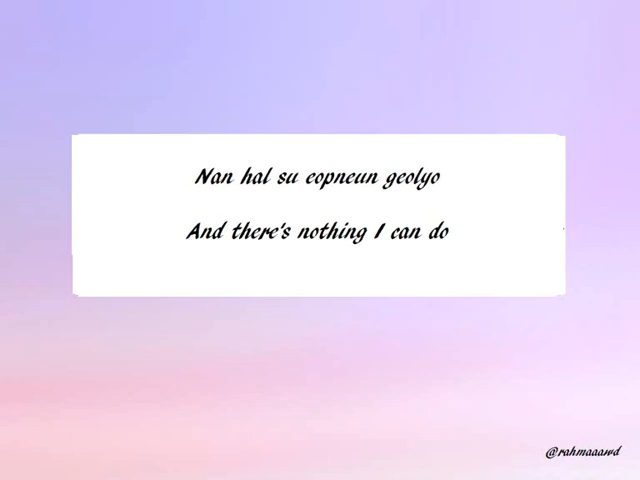 Nan hal su eopneun geolyo
And there's nothing I can do
@rahmaaawd